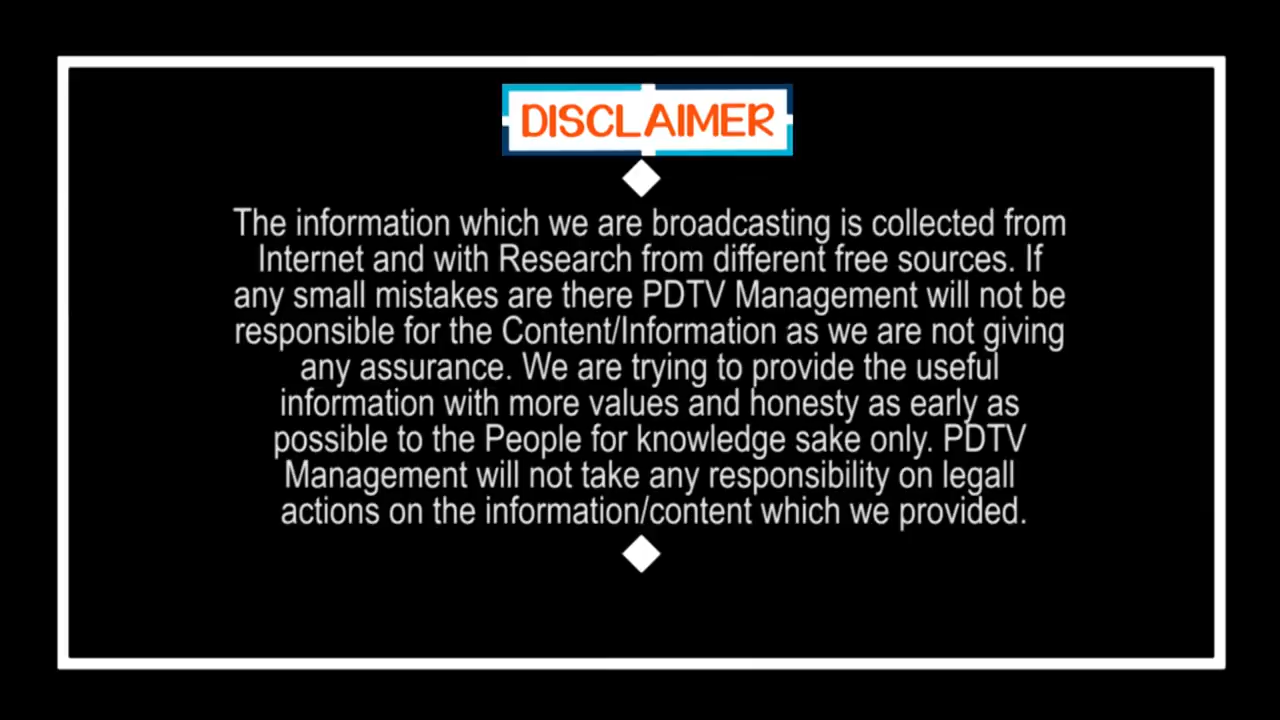 DISCLAIMER
The information which we are broadcasting is collected from
Internet and with Research from different free sources. If
any small mistakes are there PDTV Management will not be
responsible for the Content/Information as we are not giving
any assurance. We are trying to provide the useful
information with more values and honesty as early as
possible to the People for knowledge sake only. PDTV
Management will not take any responsibility on legall
actions on the information/content which we provided.